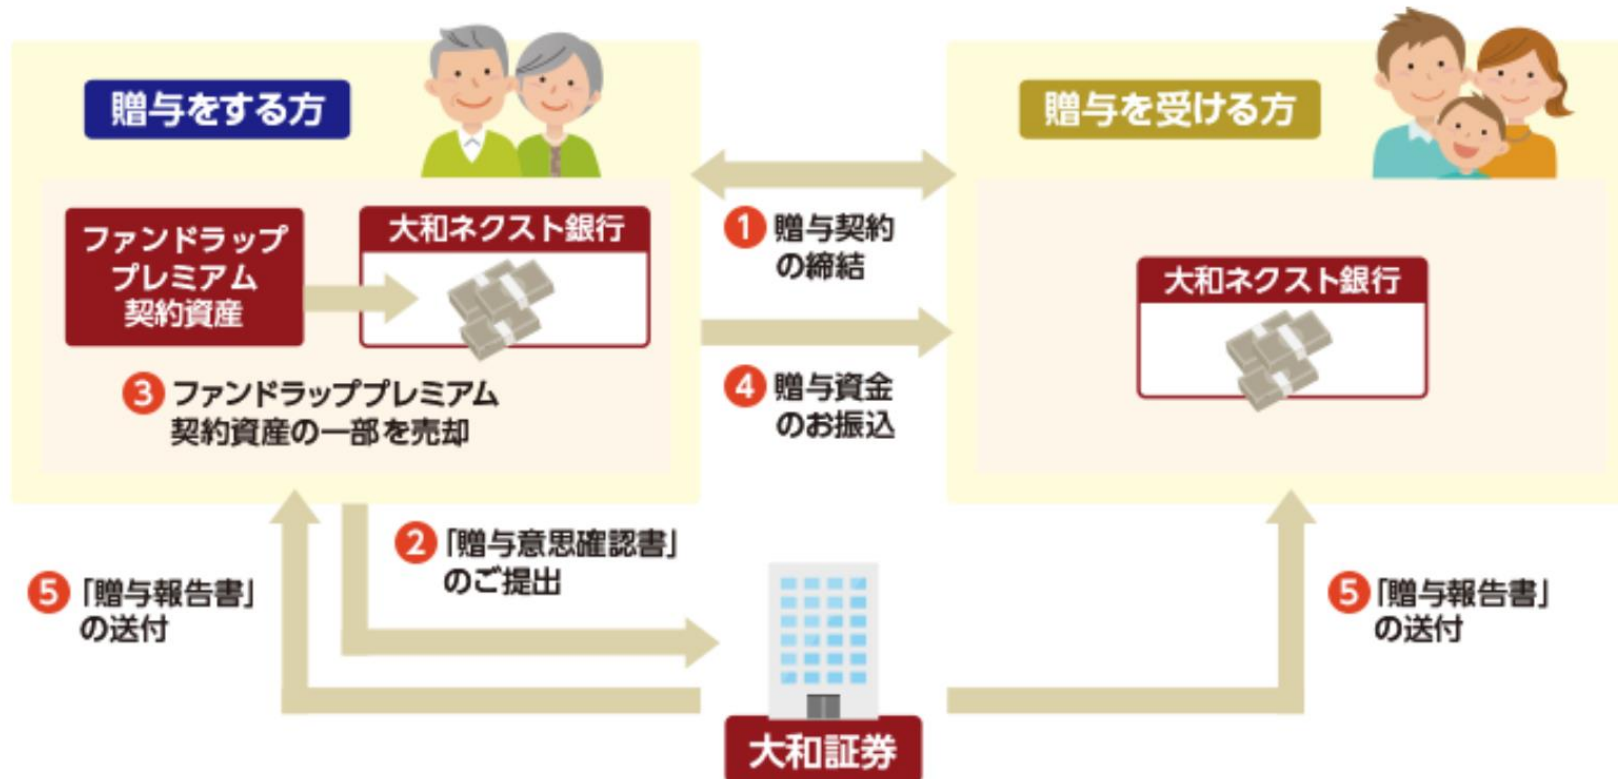 贈与をする方
贈与を受ける方
ファンドラップ
プレミアム
契約資産
大和ネクスト銀行
1 贈与契約
の締結
大和ネクスト銀行
3 ファンドラッププレミアム
契約資産の一部を売却
4 贈与資金
のお振込
2 「贈与意思確認書」
のご提出
5 「贈与報告書」
の送付
5 「贈与報告書」
の送付
大和証券